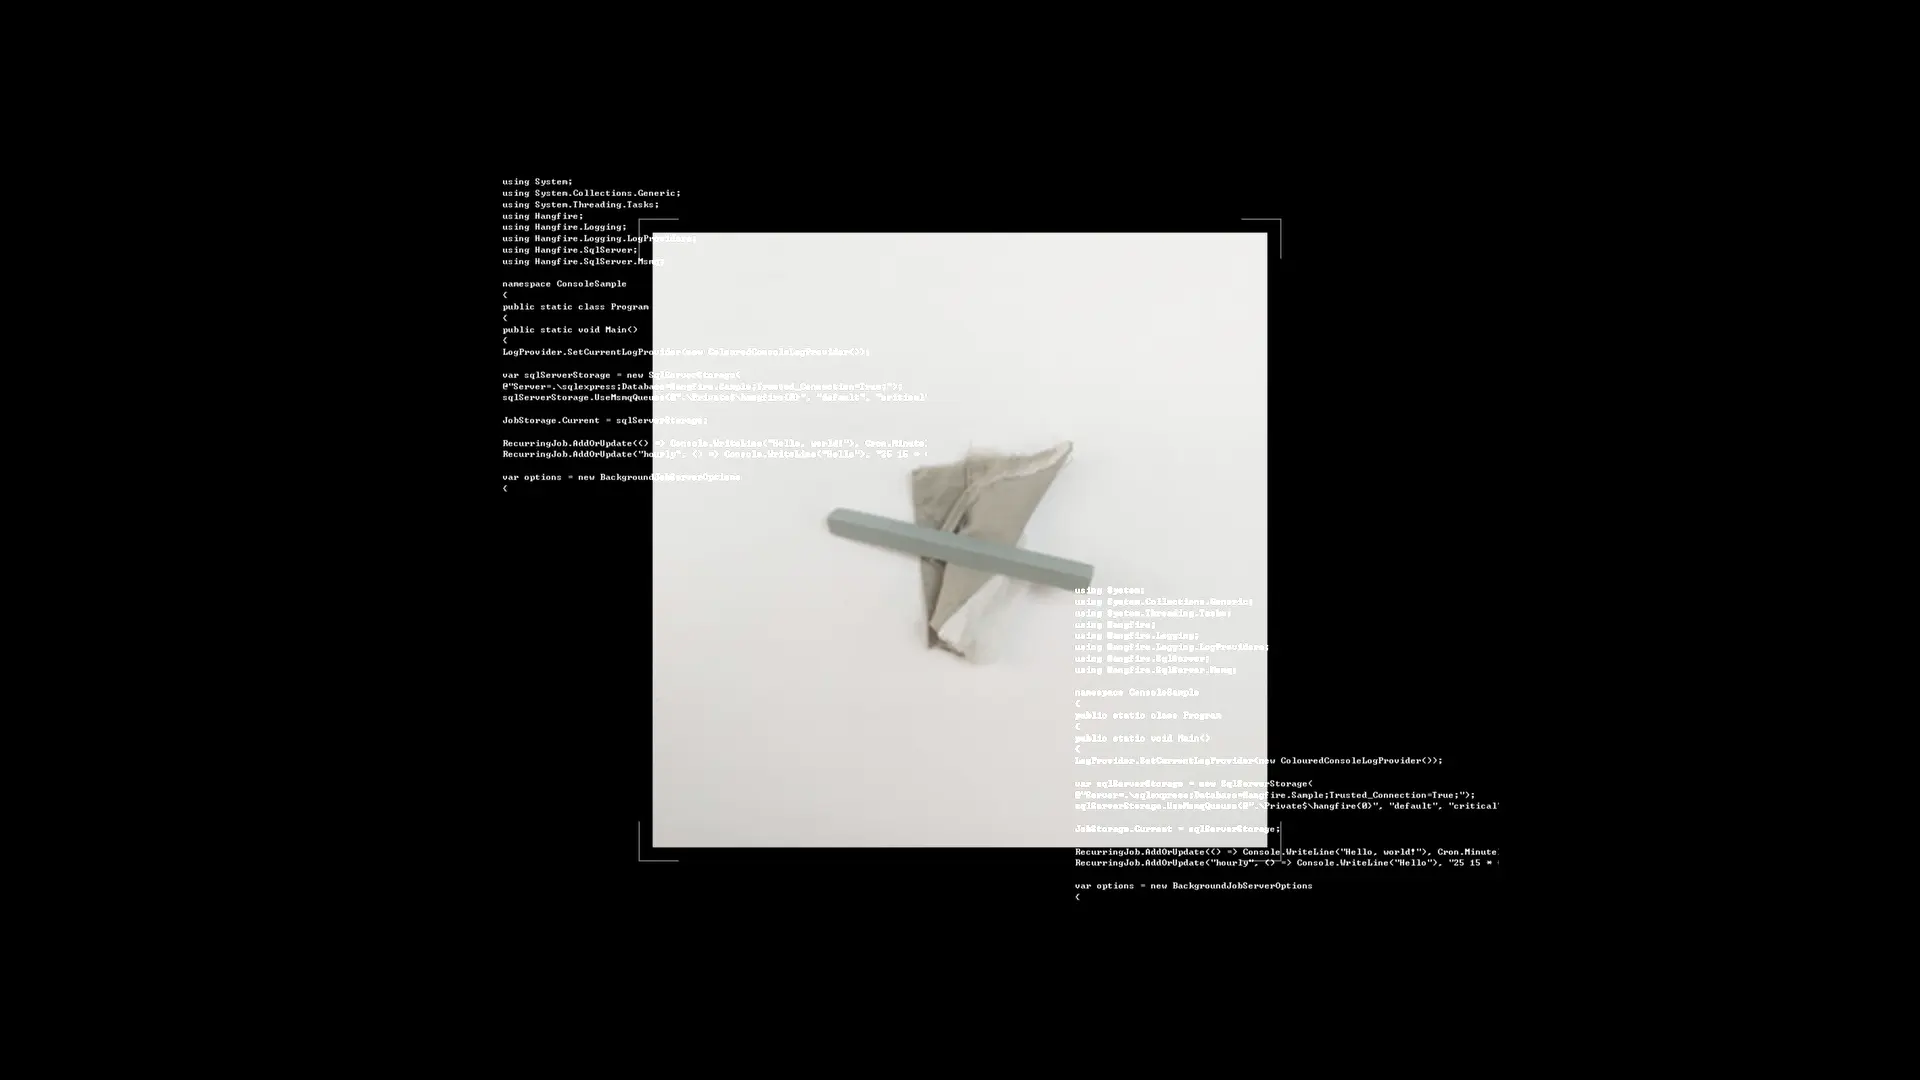 using System;
using System.Collections.Generic;
using System.Threading.Tasks;
using Hangfire;
using Hangfire.Logging;
using Hangfire.Logging.LogProviders;
using Hangfire.SqlServer;
using Hangfire.SqlServer.Msmq;
namespace ConsoleSample
{
public static class Program
{
public static void Main()
{
LogProvider.SetCurrentLogProvider(new ColouredConsoleLogProvider());
var sqlServerStorage = new SqlServerStorage(
@"Server=.\sqlexpress;Database=Hangfire.Sample;Trusted_Connection=True;");
sqlServerStorage.UseMsmqQueues(@".\Private$\hangfire{0}", "default", "critical"
JobStorage.Current = sqlServerStorage;
RecurringJob.AddOrUpdate(() => Console.WriteLine("Hello, world!"), Cron.Minute
RecurringJob.AddOrUpdate("hourly", () => Console.WriteLine("Hello"), "25 15 *
var options = new BackgroundJobServerOptions
{
using System;
using System.Collections.Generic;
using System.Threading.Tasks;
using Hangfire;
using Hangfire.Logging;
using Hangfire.Logging.LogProviders;
using Hangfire.SqlServer;
using Hangfire.SqlServer.Msmq;
namespace ConsoleSample
{
public static class Program
{
public static void Main()
{
LogProvider.SetCurrentLogProvider(new ColouredConsoleLogProvider());
var sqlServerStorage = new SqlServerStorage(
@"Server=.\sqlexpress;Database=Hangfire.Sample;Trusted_Connection=True;");
sqlServerStorage.UseMsmqQueues(@".\Private$\hangfire{0}", "default", "critical"
JobStorage.Current = sqlServerStorage;
RecurringJob.AddOrUpdate(() => Console.WriteLine("Hello, world!"), Cron.Minute
RecurringJob.AddOrUpdate("hourly", () => Console.WriteLine("Hello"), "25 15 *
var options = new BackgroundJobServerOptions
{